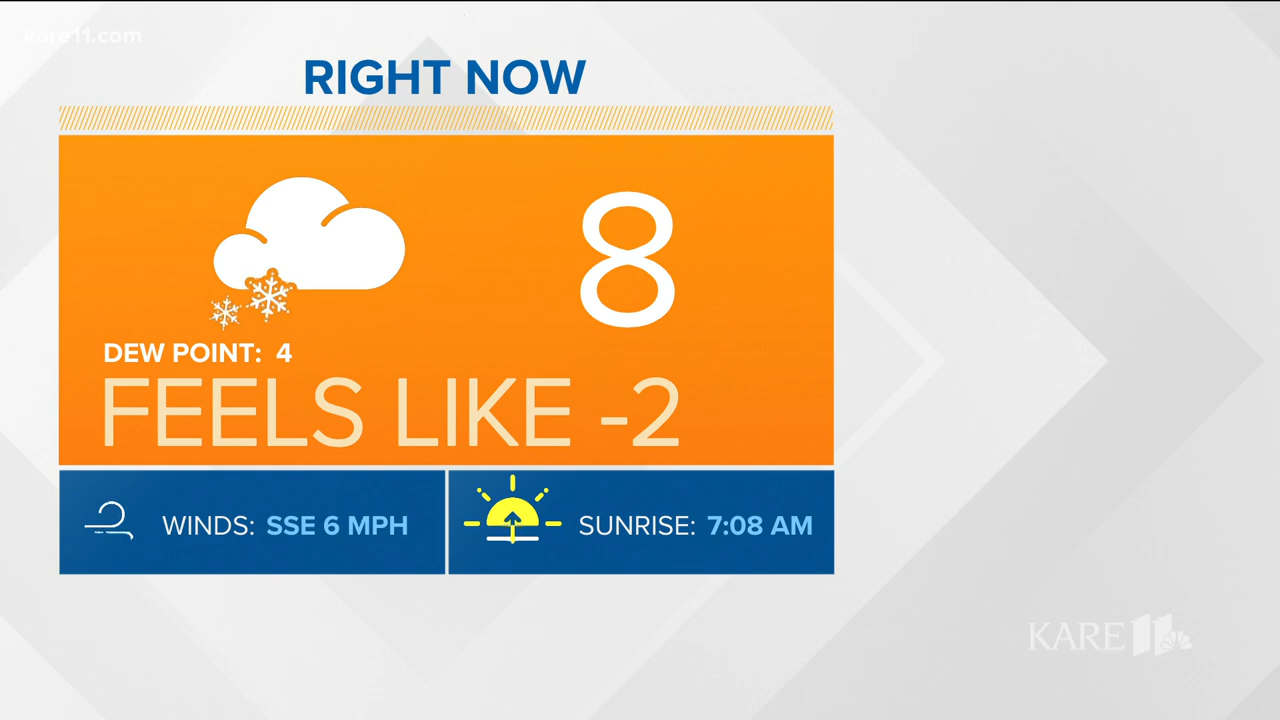 kare11.com
RIGHT NOW
8
DEW POINT: 4
FEELS LIKE -2
WINDS: SSE 6 MPH
SUNRISE: 7:08 AM
KARE 11